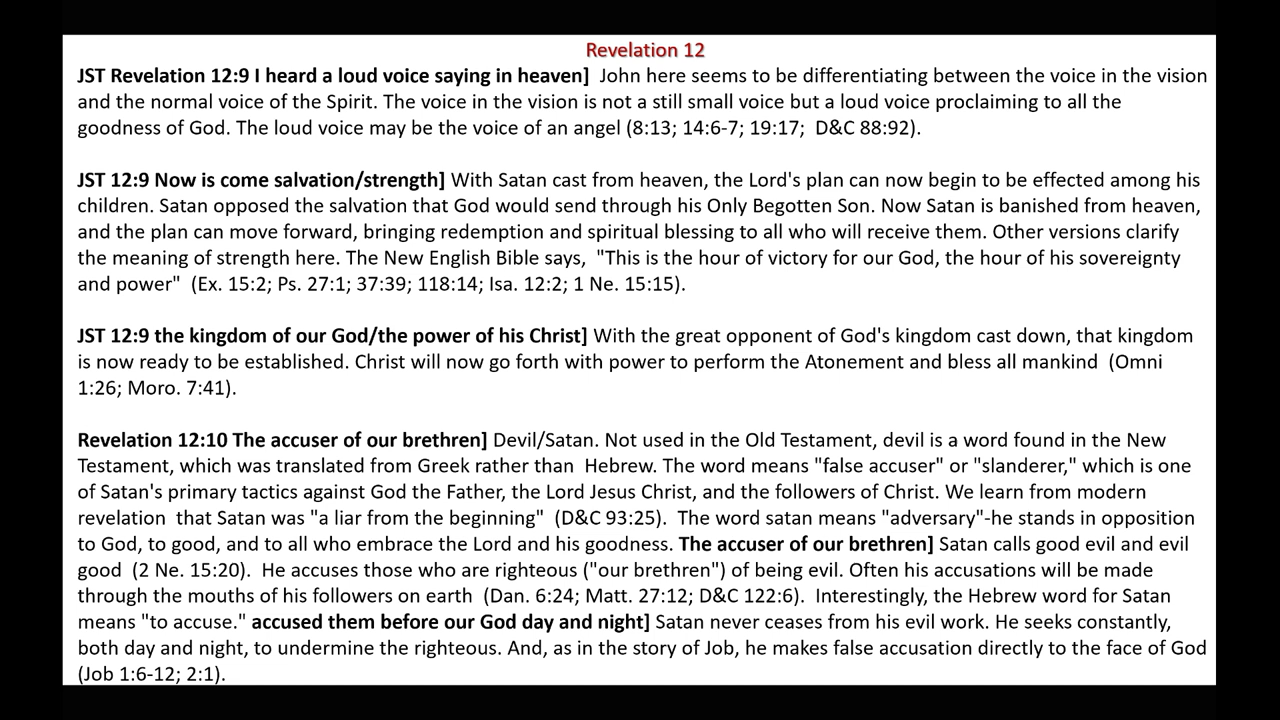 Revelation 12
JST Revelation 12:9 I heard a loud voice saying in heaven]  John here seems to be differentiating between the voice in the vision
and the normal voice of the Spirit. The voice in the vision is not a still small voice but a loud voice proclaiming to all the
goodness of God. The loud voice may be the voice of an angel (8:13; 14:6-7; 19:17;  D&C 88:92).
JST 12:9 Now is come salvation/strength] With Satan cast from heaven, the Lord's plan can now begin to be effected among his
children. Satan opposed the salvation that God would send through his Only Begotten Son. Now Satan is banished from heaven,
and the plan can move forward, bringing redemption and spiritual blessing to all who will receive them. Other versions clarify
the meaning of strength here. The New English Bible says,  "This is the hour of victory for our God, the hour of his sovereignty
and power"  (Ex. 15:2; Ps. 27:1; 37:39; 118:14; Isa. 12:2; 1 Ne. 15:15).
JST 12:9 the kingdom of our God/the power of his Christ] With the great opponent of God's kingdom cast down, that kingdom
is now ready to be established. Christ will now go forth with power to perform the Atonement and bless all mankind  (Omni
1:26; Moro. 7:41).
Revelation 12:10 The accuser of our brethren] Devil/Satan. Not used in the Old Testament, devil is a word found in the New
Testament, which was translated from Greek rather than  Hebrew. The word means "false accuser" or "slanderer," which is one
of Satan's primary tactics against God the Father, the Lord Jesus Christ, and the followers of Christ. We learn from modern
revelation  that Satan was "a liar from the beginning"  (D&C 93:25).  The word satan means "adversary"-he stands in opposition
to God, to good, and to all who embrace the Lord and his goodness. The accuser of our brethren] Satan calls good evil and evil
good  (2 Ne. 15:20).  He accuses those who are righteous ("our brethren") of being evil. Often his accusations will be made
through the mouths of his followers on earth  (Dan. 6:24; Matt. 27:12; D&C 122:6).  Interestingly, the Hebrew word for Satan
means "to accuse." accused them before our God day and night] Satan never ceases from his evil work. He seeks constantly,
both day and night, to undermine the righteous. And, as in the story of Job, he makes false accusation directly to the face of God
(Job 1:6-12; 2:1).